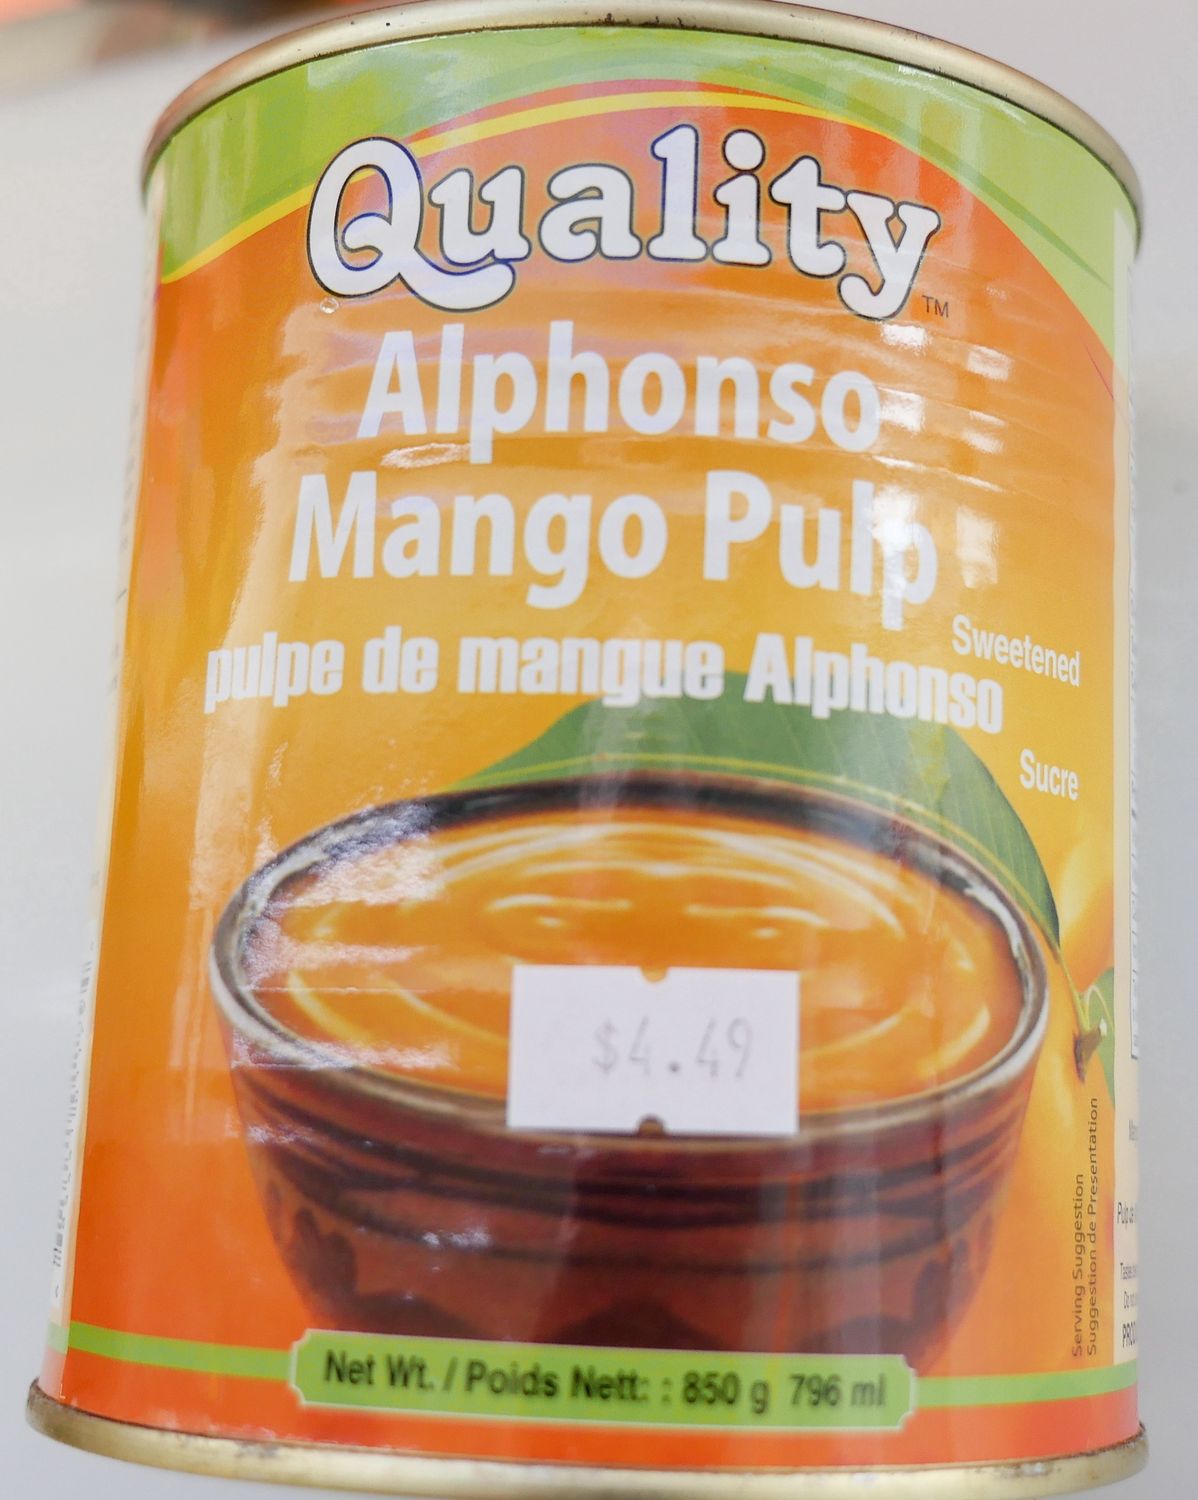 Quality
TM
Alphonso
Mango Pulp
Sweetened
pulpe de mangue Alphonso
Sucre
$4.49
Serving Suggestion
Suggestion de Presentation
Net Wt. / Poids Nett: : 850 g 796 ml